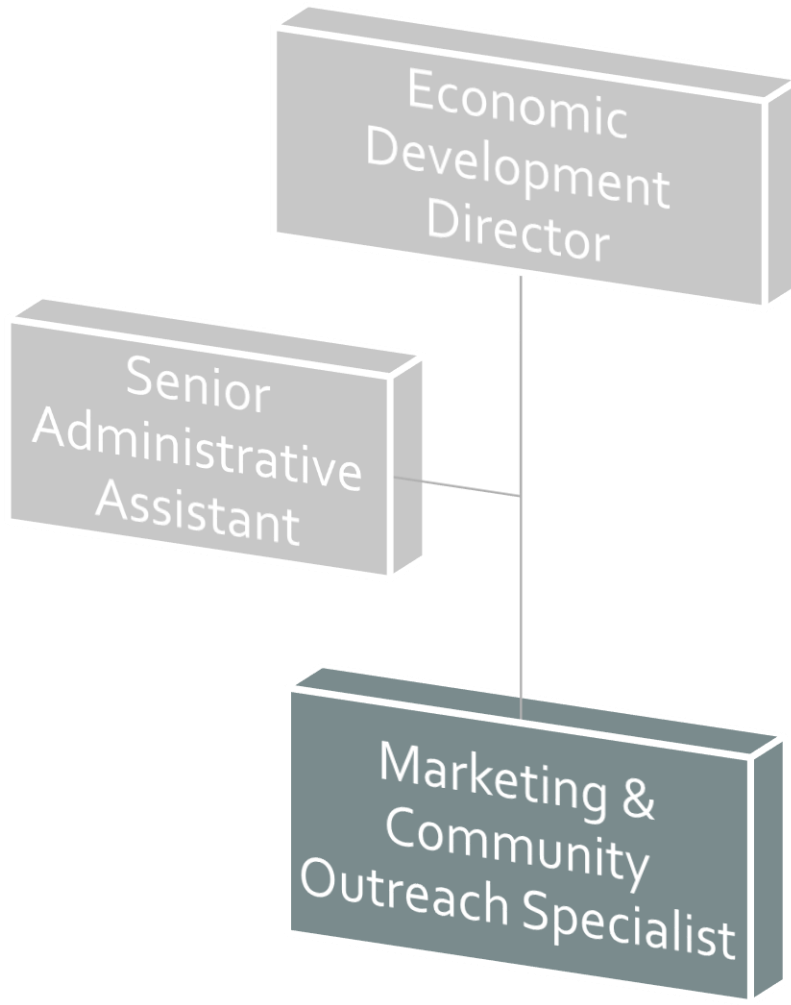 Economic
Development
Director
Senior
Administrative
Assistant
Marketing &
Community
Outreach Specialist